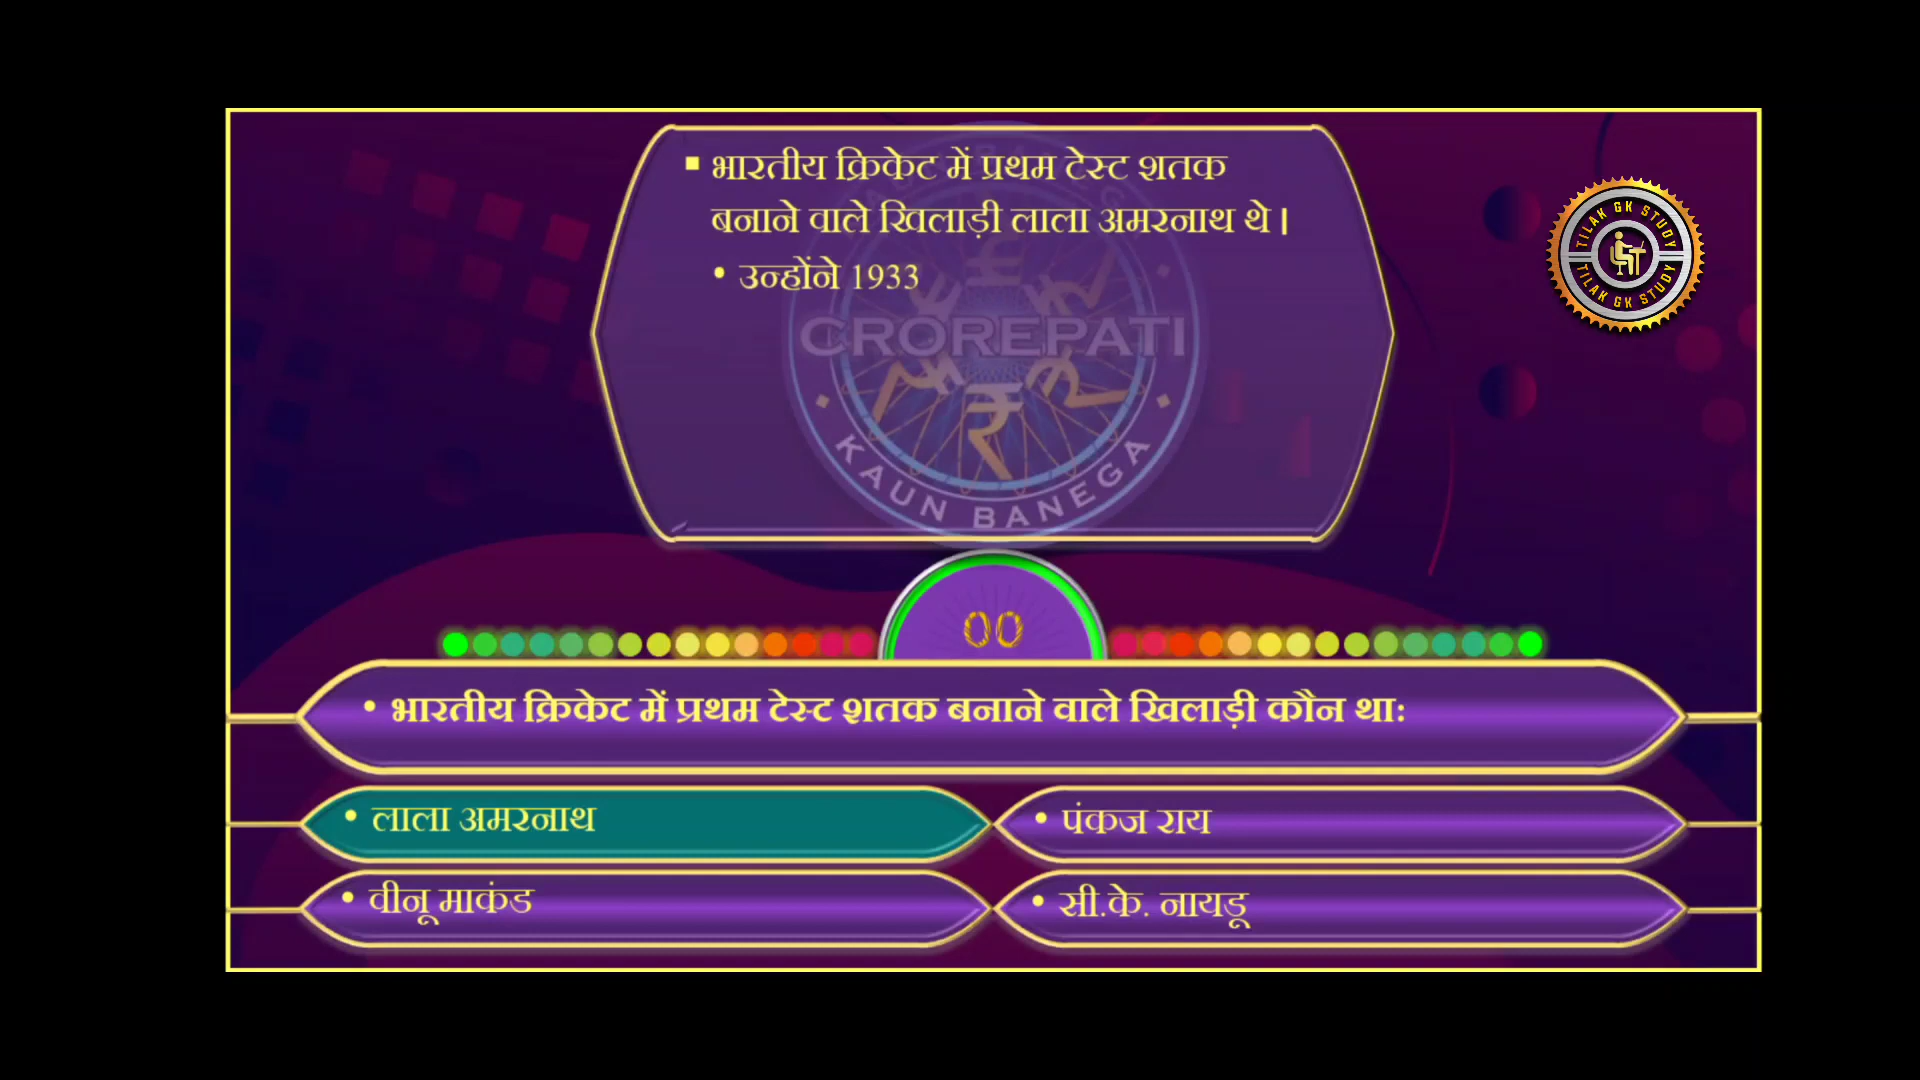 ▪ भारतीय क्रिकेट में प्रथम टेस्ट शतक
बनाने वाले खिलाड़ी लाला अमरनाथ थे।
• उन्होंने 1933
CROREPATI
KAUN BANEGA
TILAK GK STUDY
TILAK GK STUDY
00
• भारतीय क्रिकेट में प्रथम टेस्ट शतक बनाने वाले खिलाड़ी कौन था:
• लाला अमरनाथ
• पंकज राय
• वीनू माकंड
• सी.के. नायडू